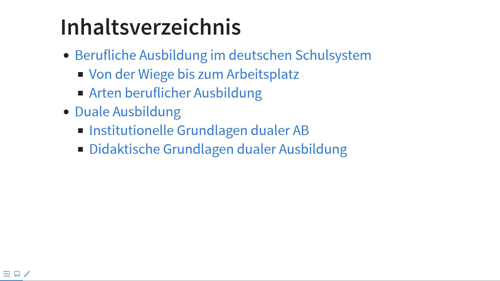 Inhaltsverzeichnis
Berufliche Ausbildung im deutschen Schulsystem
Von der Wiege bis zum Arbeitsplatz
Arten beruflicher Ausbildung
Duale Ausbildung
Institutionelle Grundlagen dualer AB
Didaktische Grundlagen dualer Ausbildung